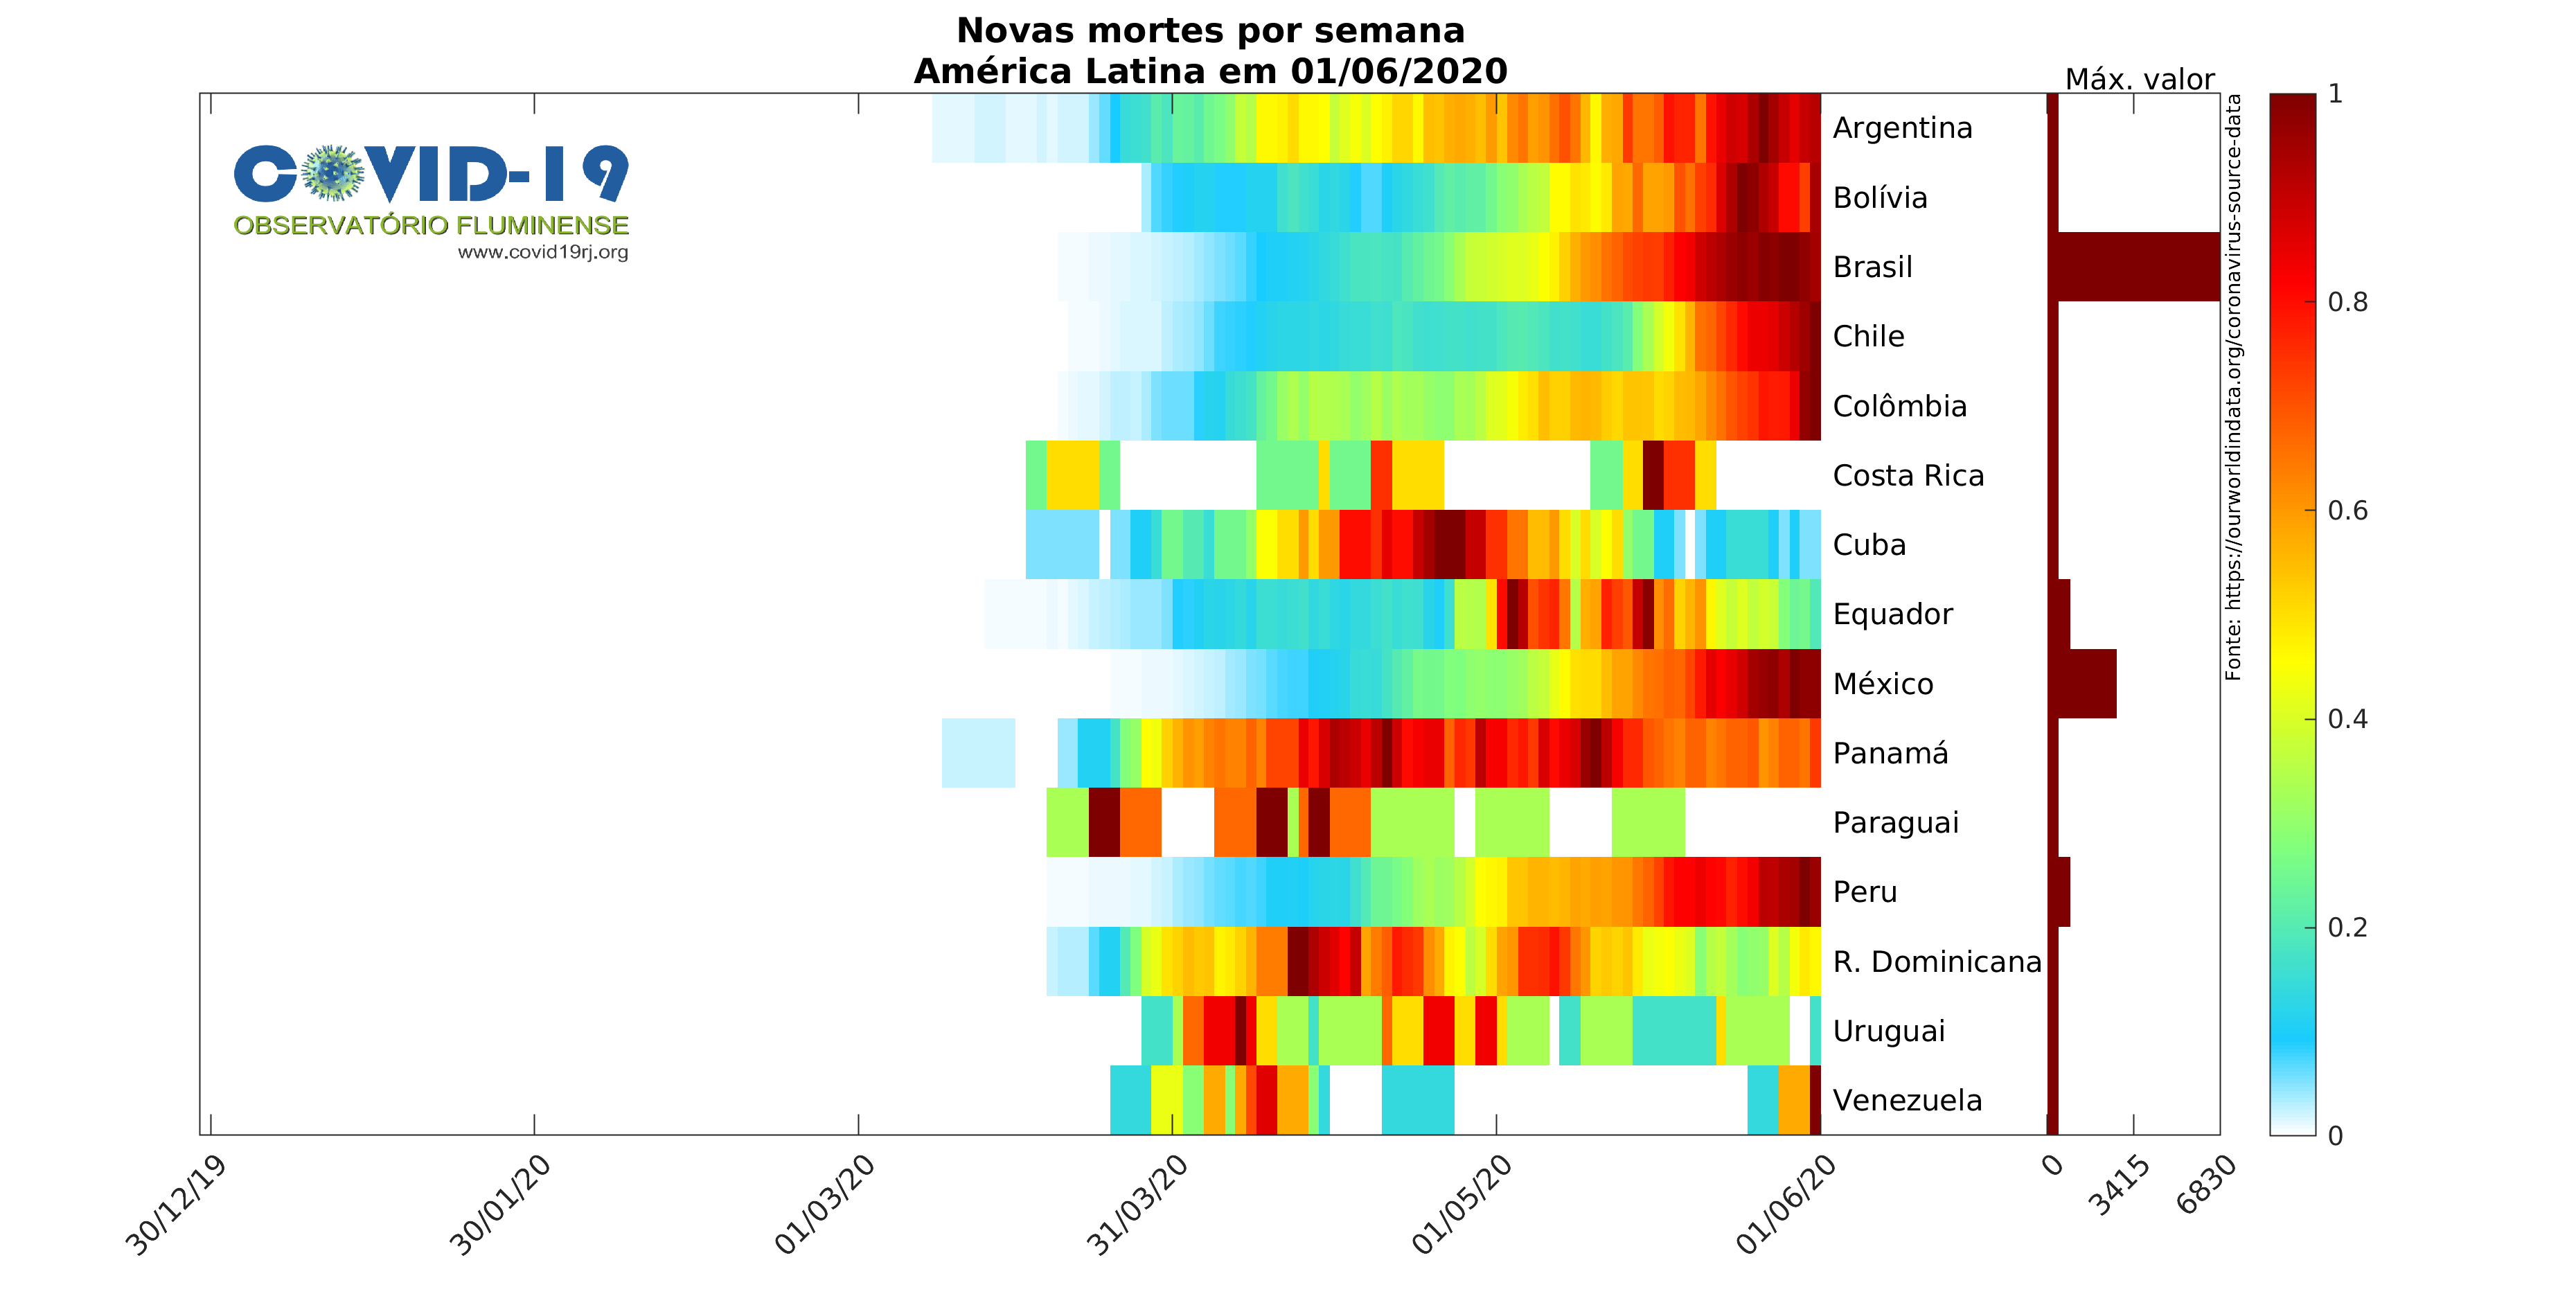 Novas mortes por semana
América Latina em 01/06/2020
Máx. valor
COVID-19
OBSERVATÓRIO FLUMINENSE
www.covid19rj.org
Argentina
Bolívia
Brasil
Chile
Colômbia
Costa Rica
Cuba
Equador
México
Panamá
Paraguai
Peru
R. Dominicana
Uruguai
Venezuela
Fonte: https://ourworldindata.org/coronavirus-source-data
1
0.8
0.6
0.4
0.2
0
30/12/19
30/01/20
01/03/20
31/03/20
01/05/20
01/06/20
0
3415
6830